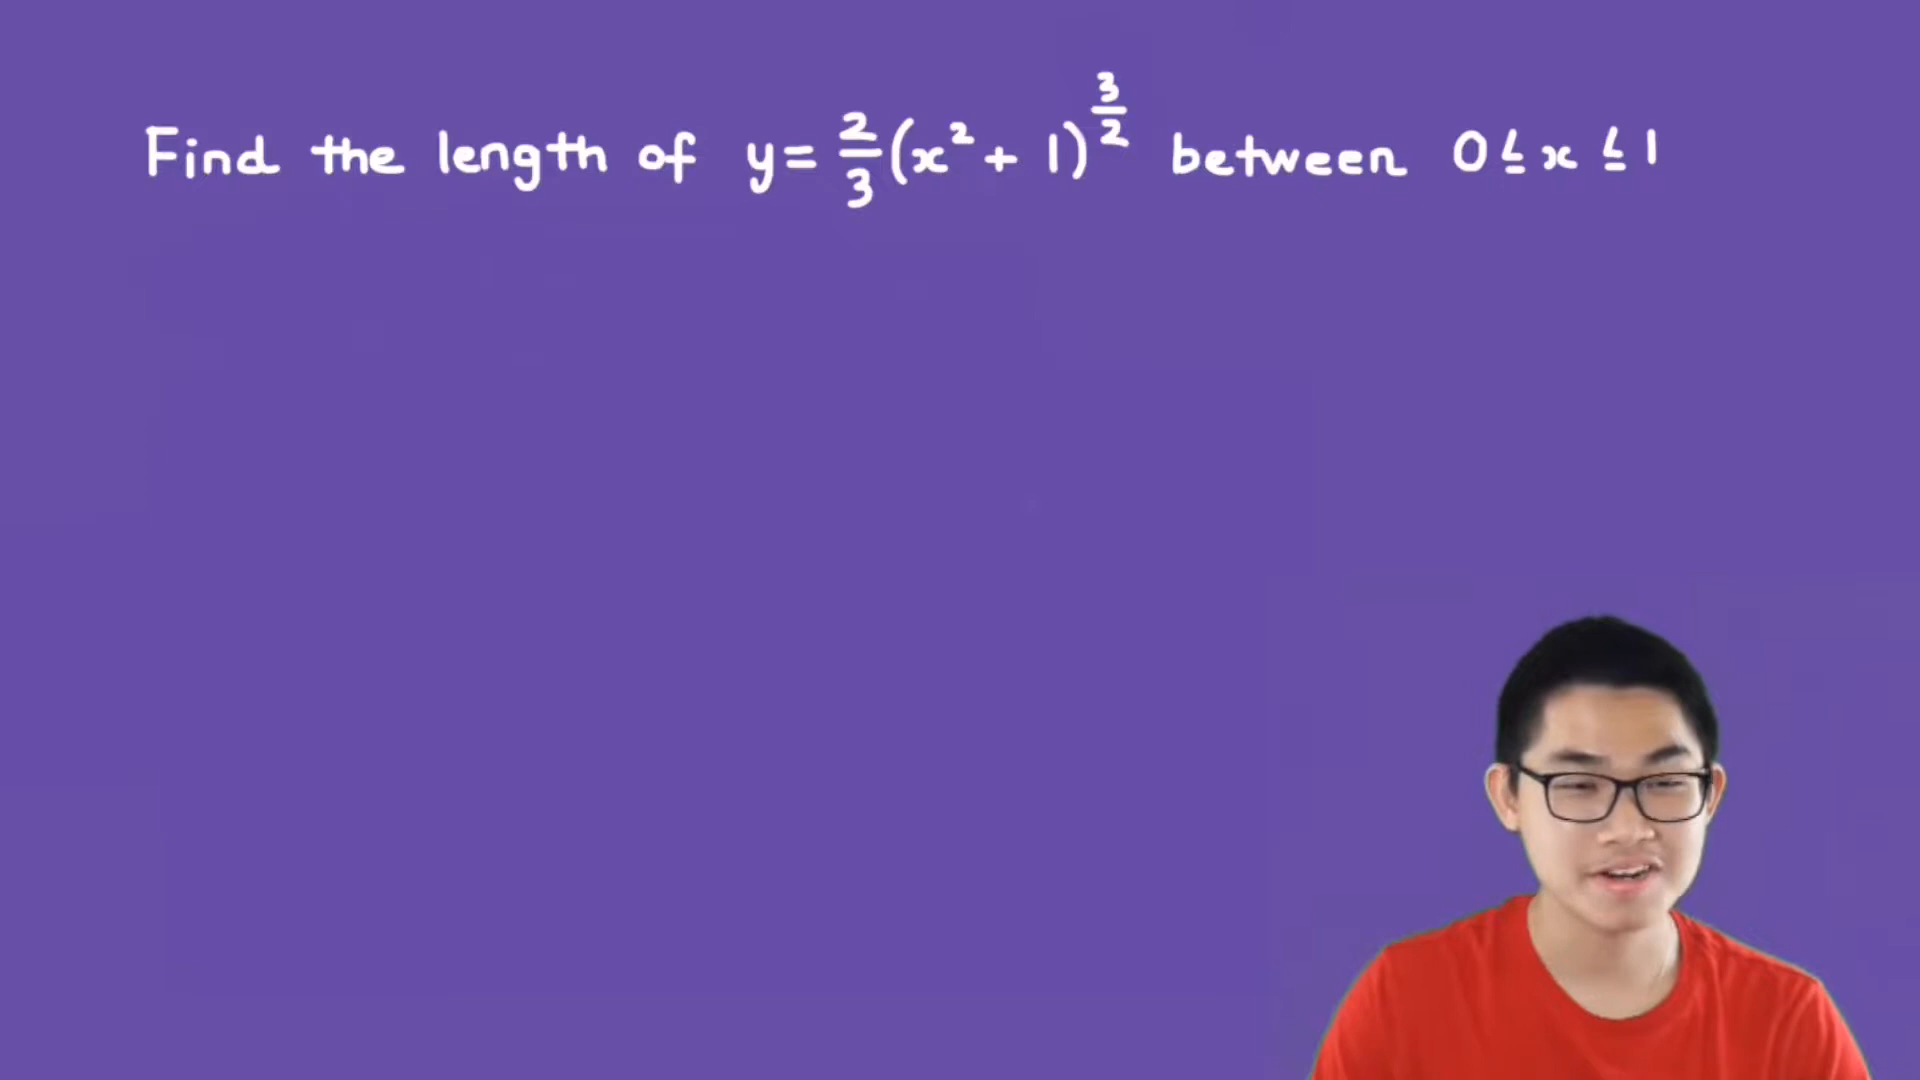 Find the length of y = 2/3 (x² + 1)^3/2 between 0 ≤ x ≤ 1